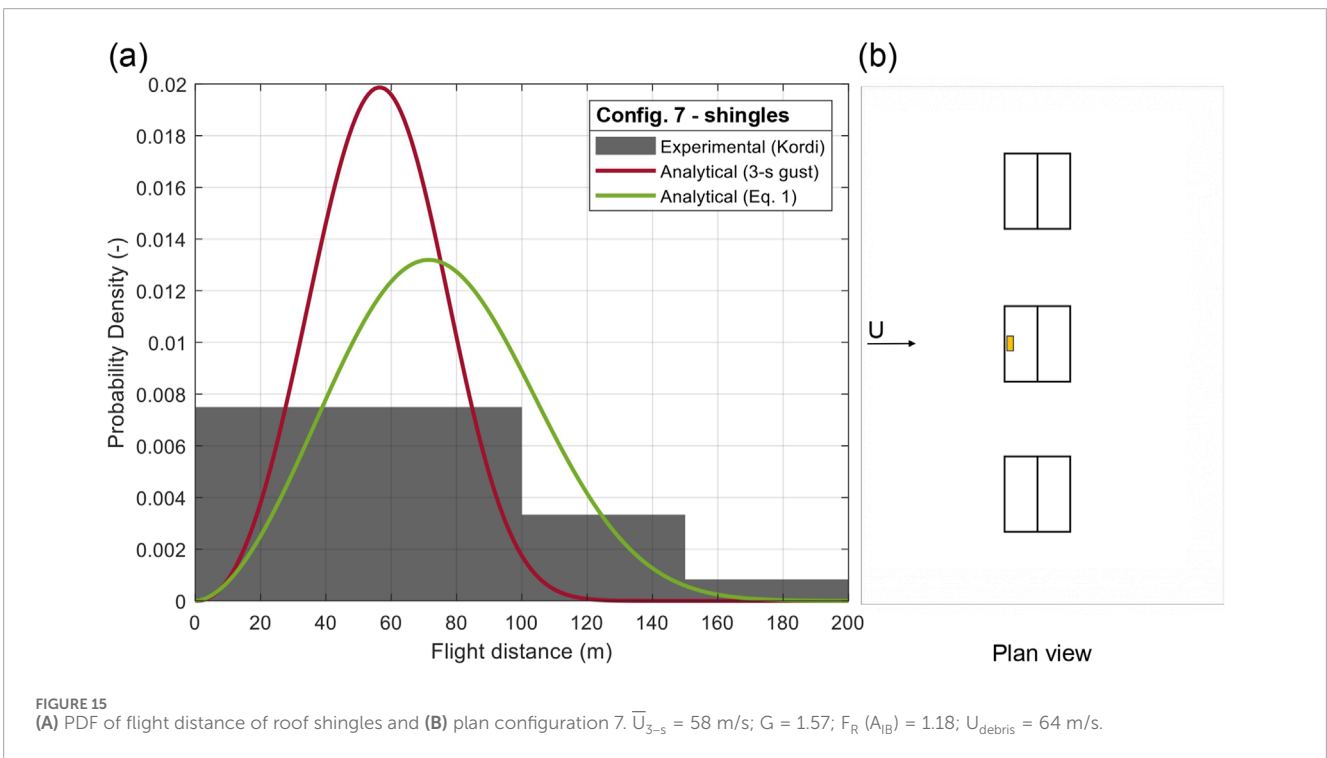 (a)
0.02
0.018
0.016
0.014
0.012
0.01
0.008
0.006
0.004
0.002
0
Probability Density (-)
Config. 7 - shingles
Experimental (Kordi)
Analytical (3-s gust)
Analytical (Eq. 1)
0 20 40 60 80 100 120 140 160 180 200
Flight distance (m)
(b)
U
Plan view
FIGURE 15
(A) PDF of flight distance of roof shingles and (B) plan configuration 7. U̅3–s = 58 m/s; G = 1.57; FR (AIB) = 1.18; Udebris = 64 m/s.